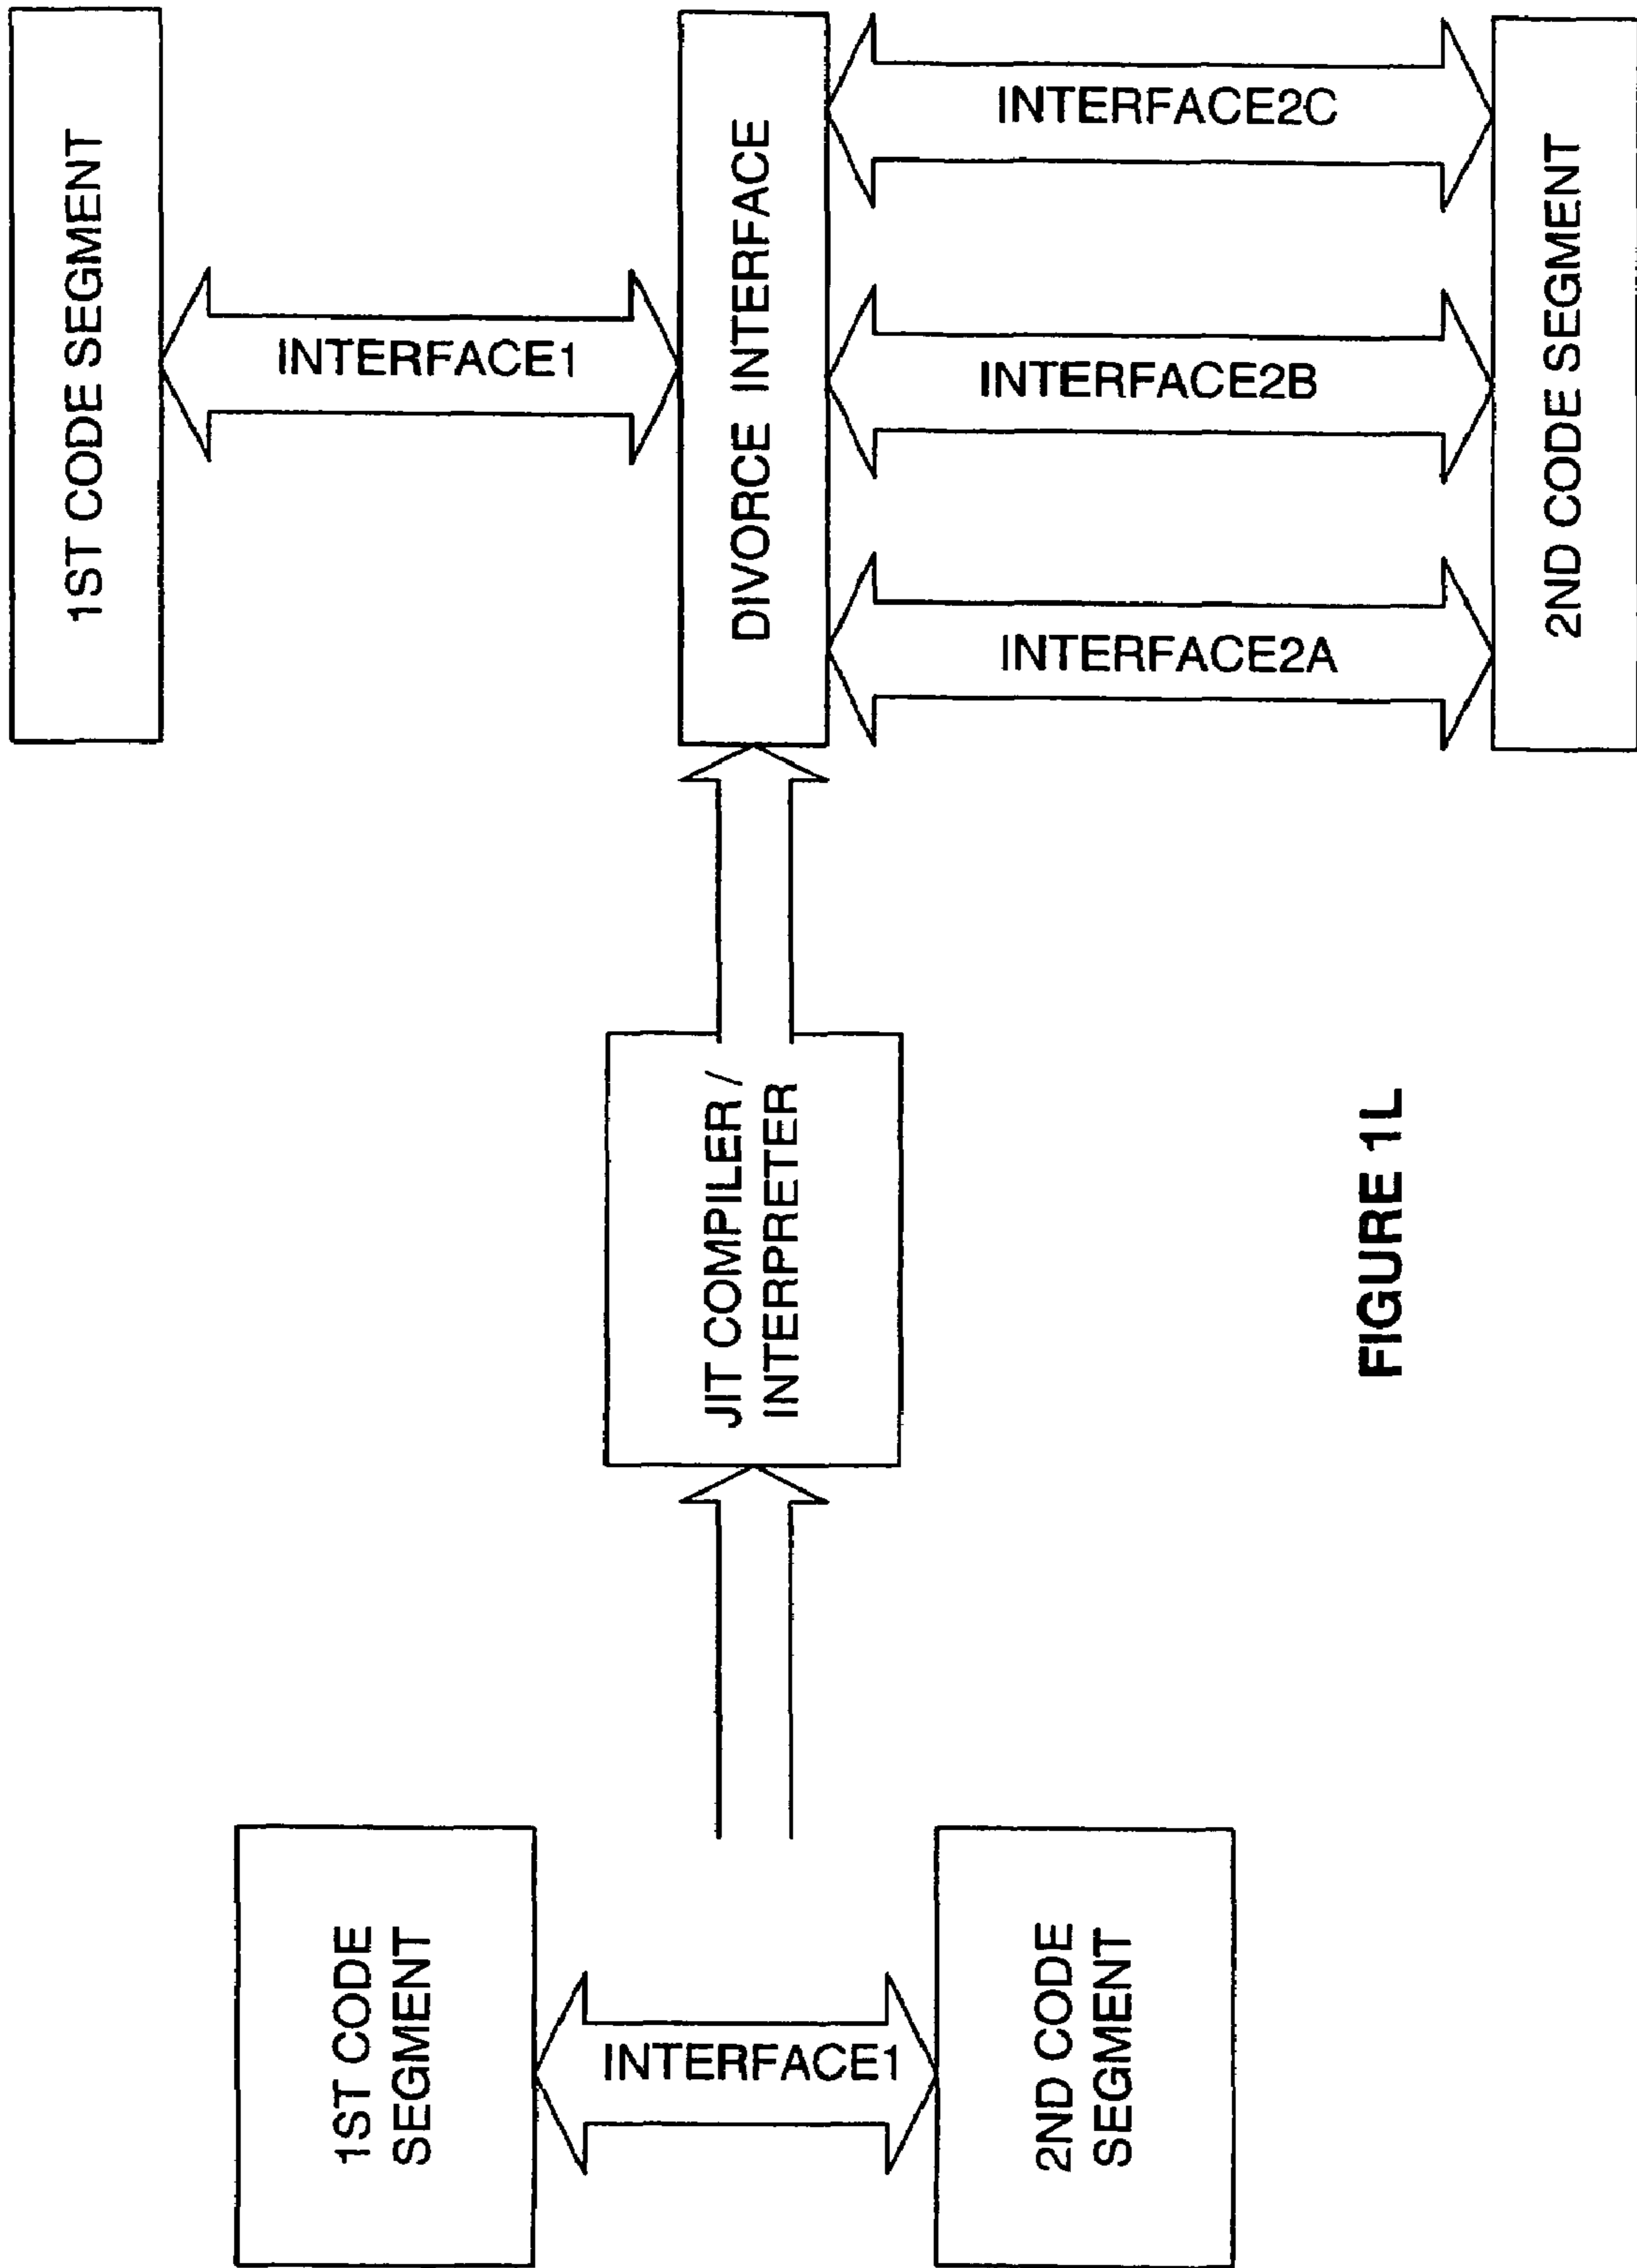 1ST CODE
SEGMENT
INTERFACE1
2ND CODE
SEGMENT
JIT COMPILER /
INTERPRETER
1ST CODE SEGMENT
INTERFACE1
DIVORCE INTERFACE
INTERFACE2A
INTERFACE2B
INTERFACE2C
2ND CODE SEGMENT
FIGURE 1L